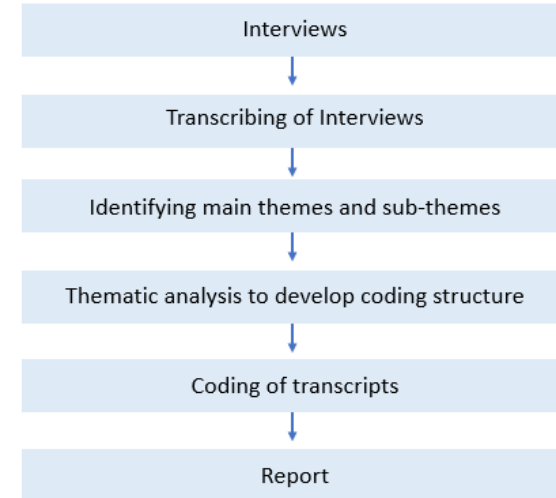 Interviews
Transcribing of Interviews
Identifying main themes and sub-themes
Thematic analysis to develop coding structure
Coding of transcripts
Report